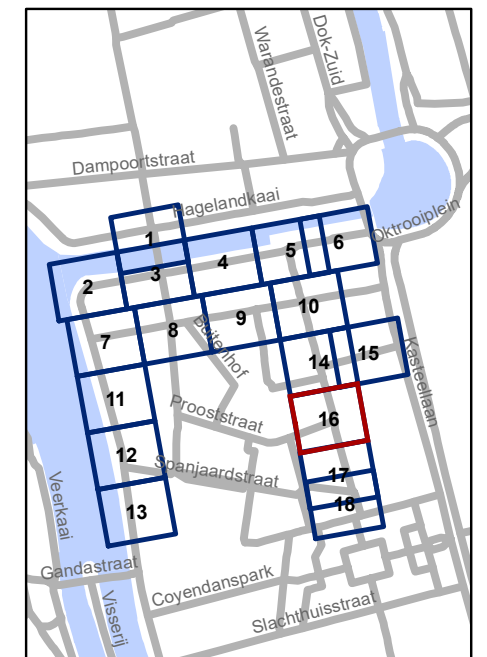 Dok-Zuid
Warandestraat
Dampoortstraat
Hagelandkaai
Oktrooiplein
1
2
3
4
5
6
7
8
9
10
Buitenhof
Kasteellaan
11
14
15
Prooststraat
16
12
Spanjaardstraat
17
Veerkaai
13
18
Gandastraat
Coyendanspark
Visserij
Slachthuisstraat